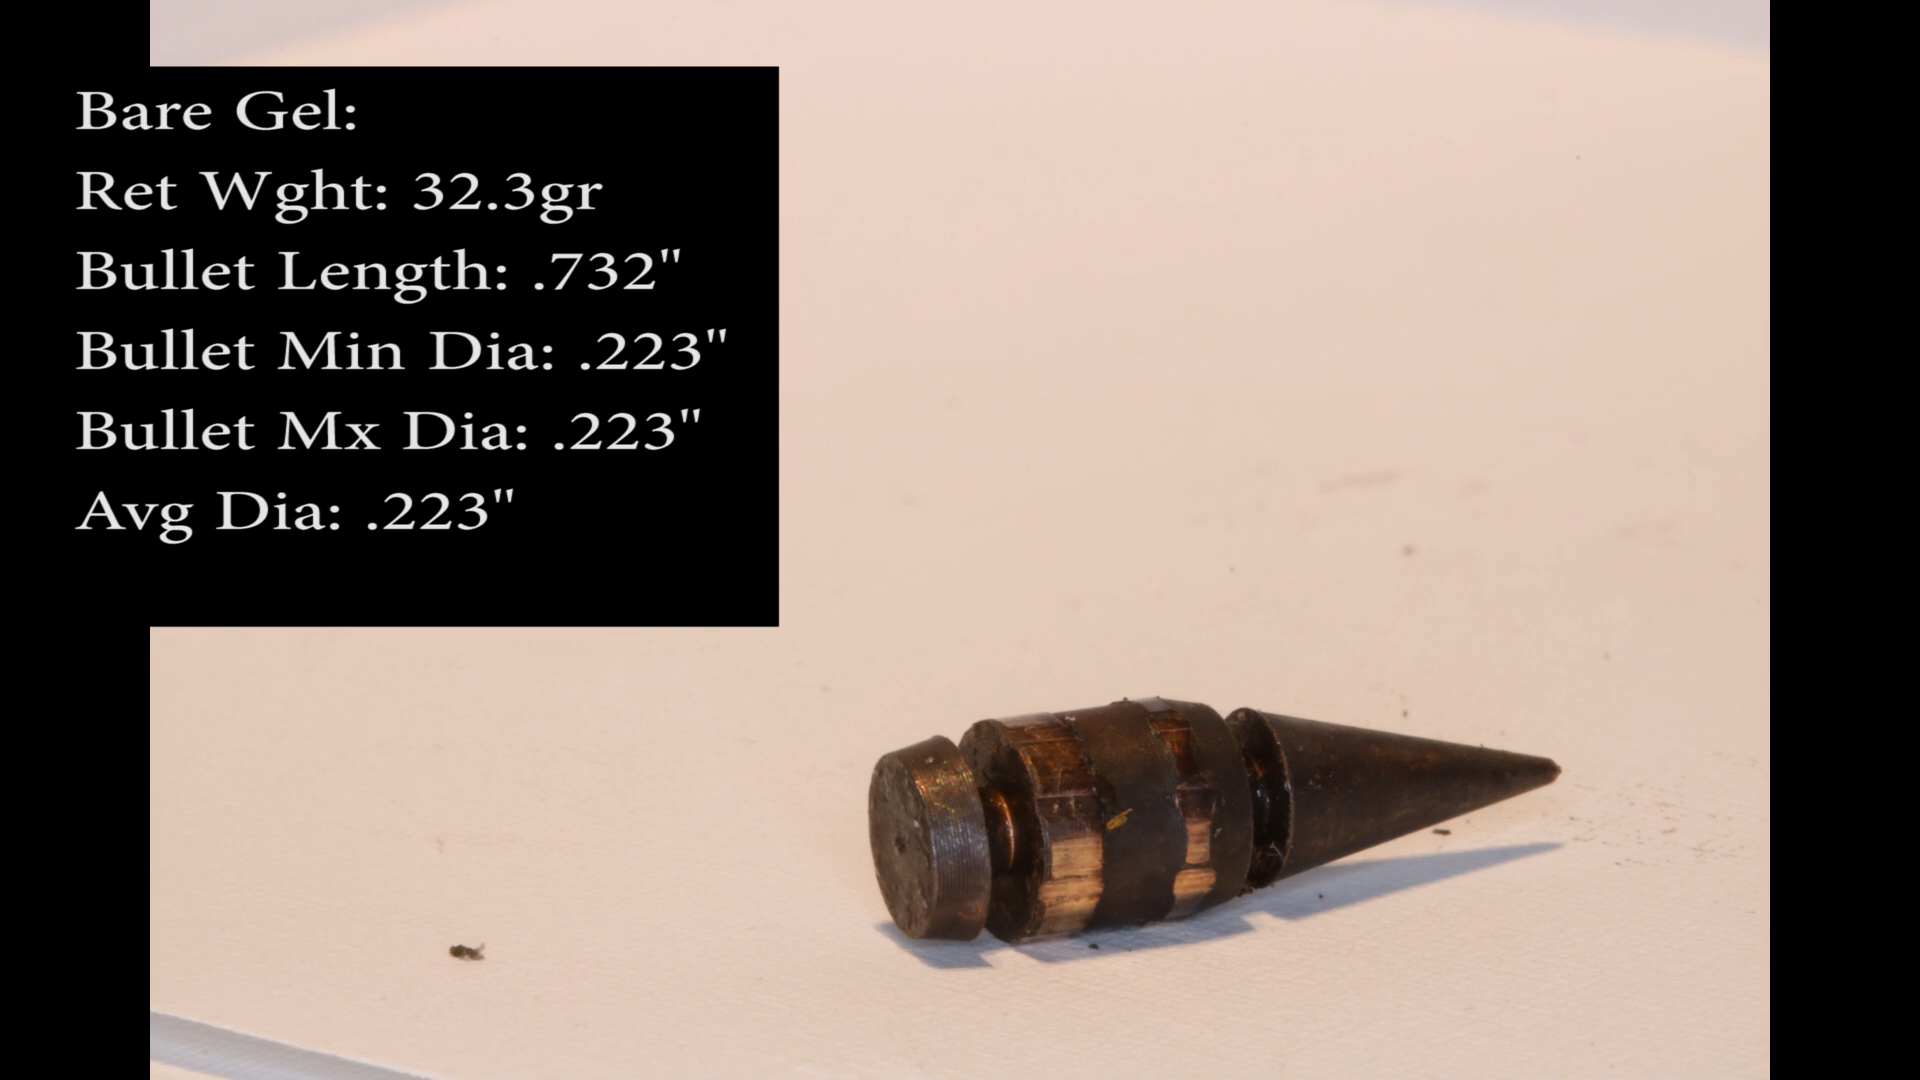 Bare Gel:
Ret Wght: 32.3gr
Bullet Length: .732"
Bullet Min Dia: .223"
Bullet Mx Dia: .223"
Avg Dia: .223"